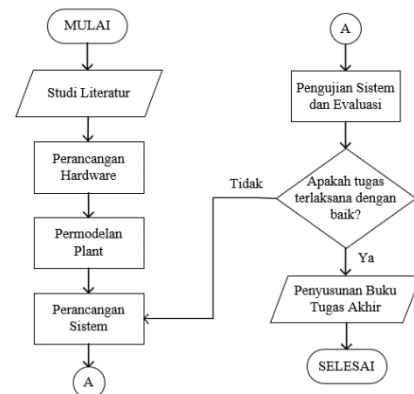 MULAI
Studi Literatur
Perancangan
Hardware
Permodelan
Plant
Perancangan
Sistem
A
A
Pengujian Sistem
dan Evaluasi
Apakah tugas
terlaksana dengan
baik?
Tidak
Ya
Penyusunan Buku
Tugas Akhir
SELESAI